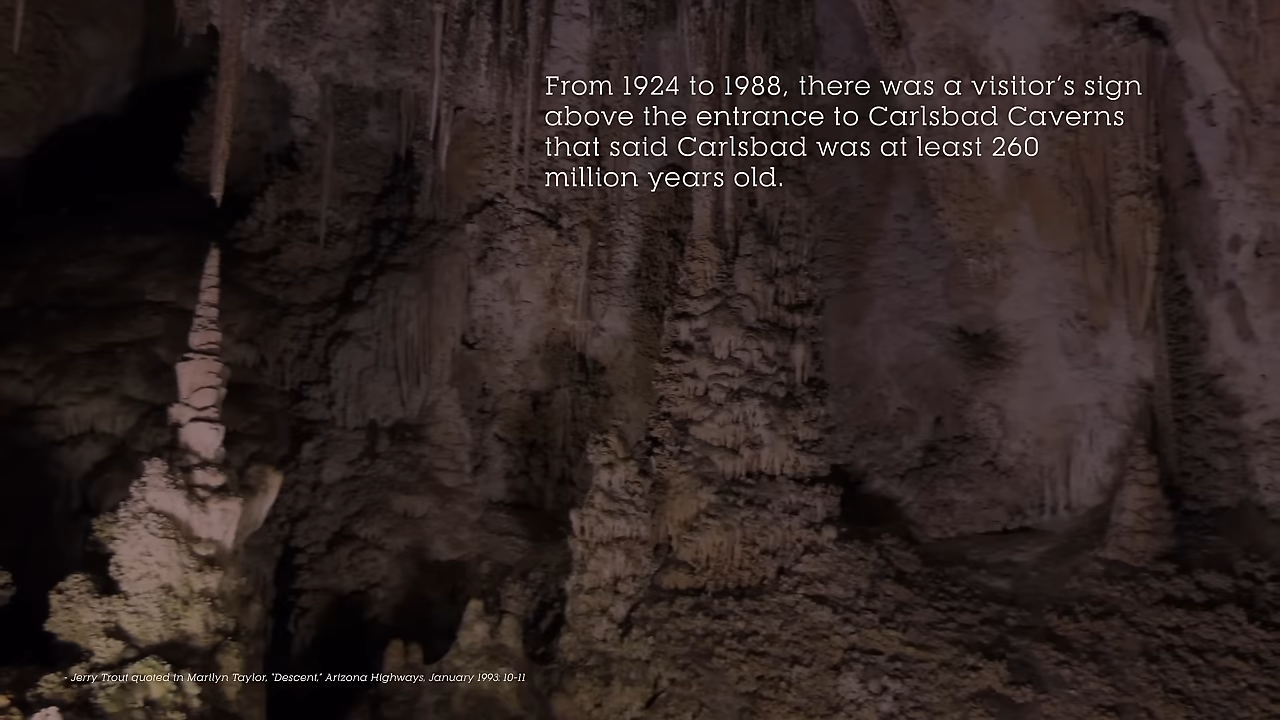 From 1924 to 1988, there was a visitor's sign
above the entrance to Carlsbad Caverns
that said Carlsbad was at least 260
million years old.
- Jerry Trout quoted in Marilyn Taylor, "Descent," Arizona Highways, January 1993. 10-11